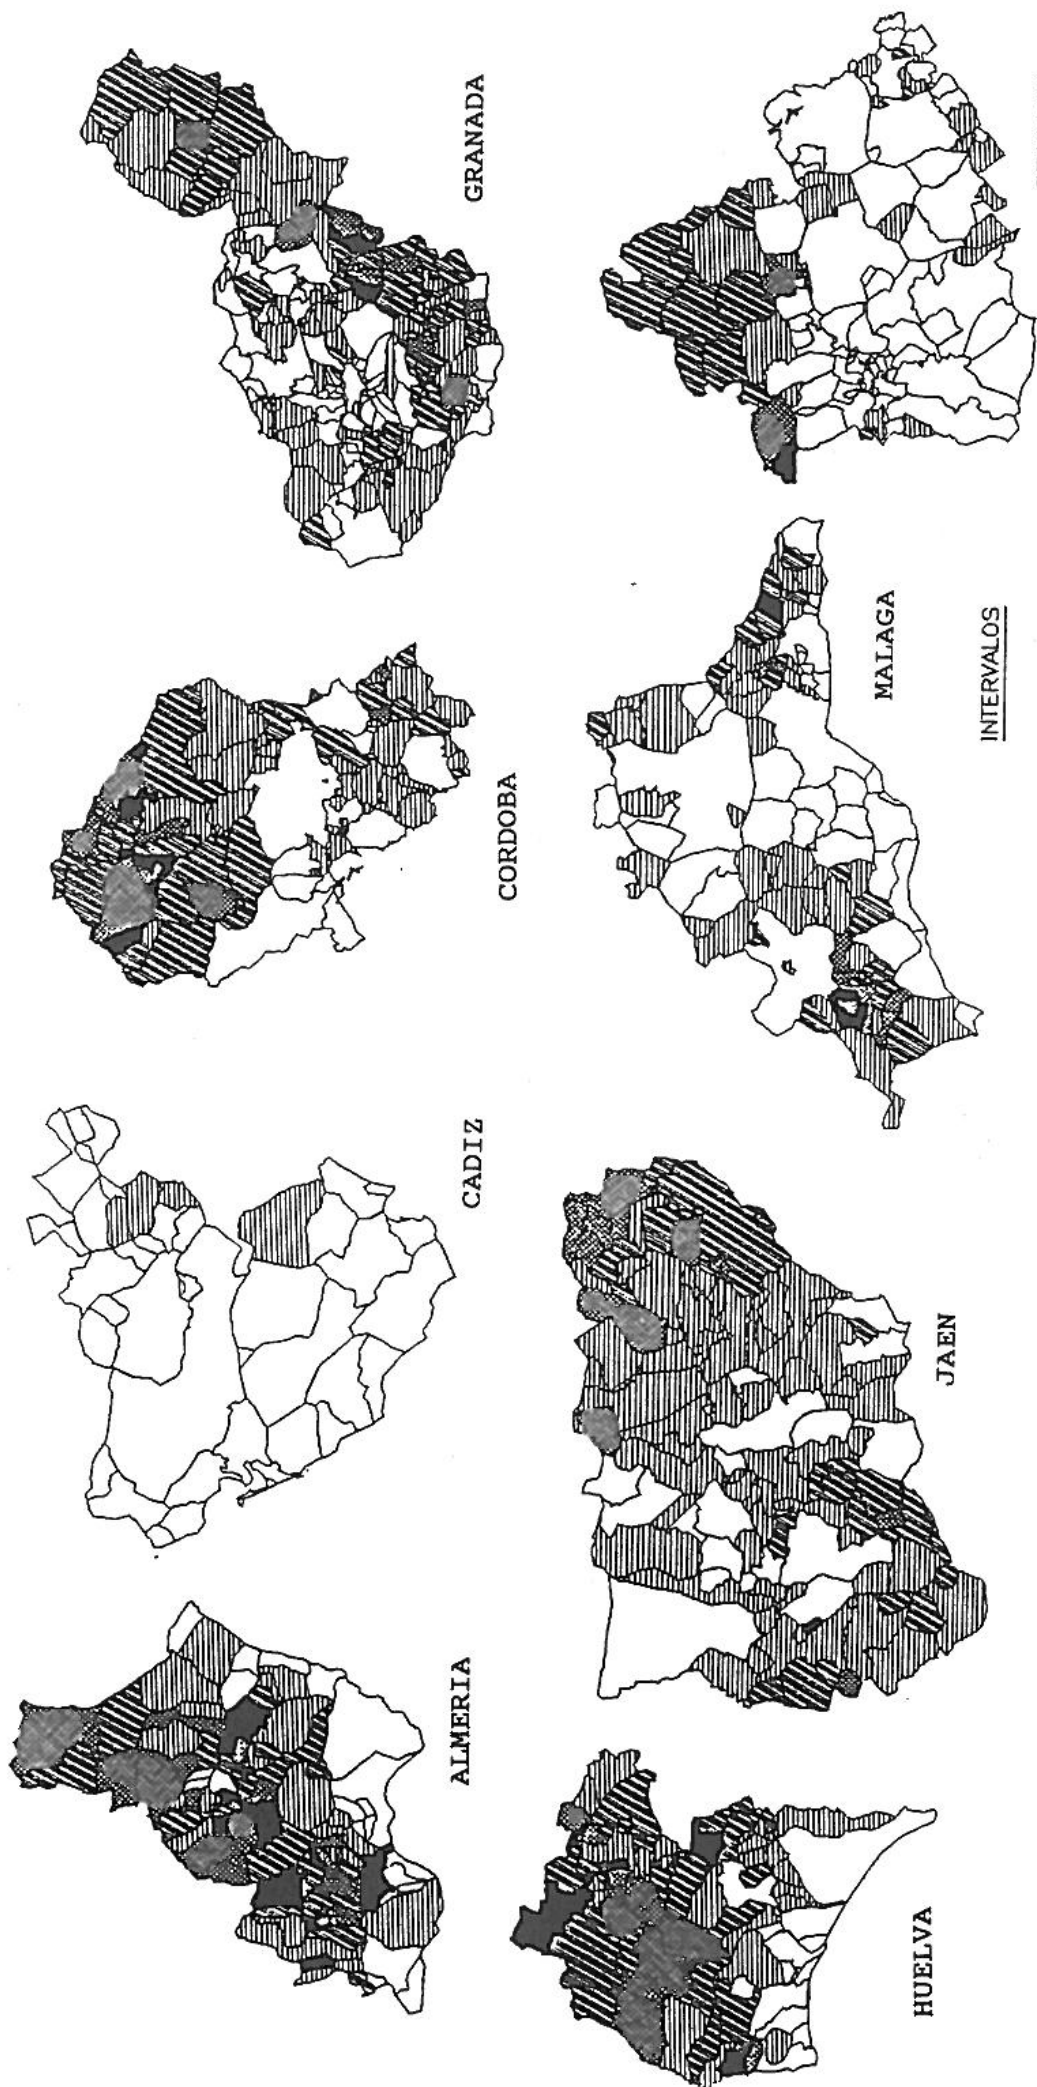 ALMERIA
CADIZ
CORDOBA
GRANADA
HUELVA
JAEN
MALAGA
INTERVALOS